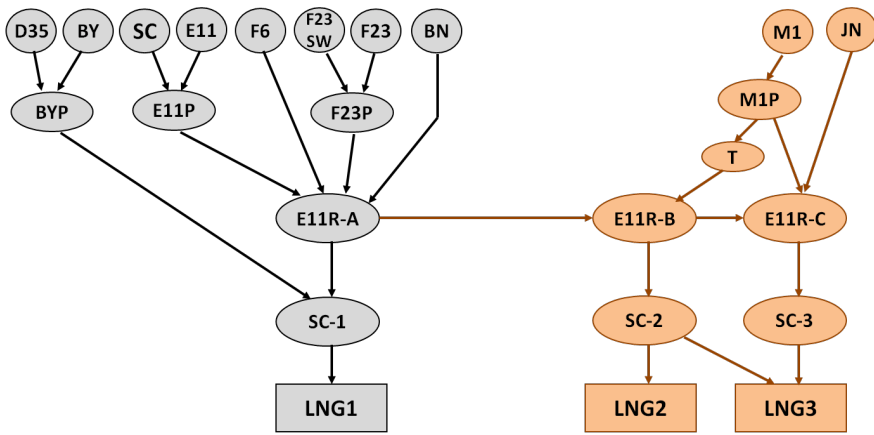 D35
BY
SC
E11
F6
F23
SW
F23
BN
M1
JN
BYP
E11P
F23P
M1P
T
E11R-A
E11R-B
E11R-C
SC-1
SC-2
SC-3
LNG1
LNG2
LNG3